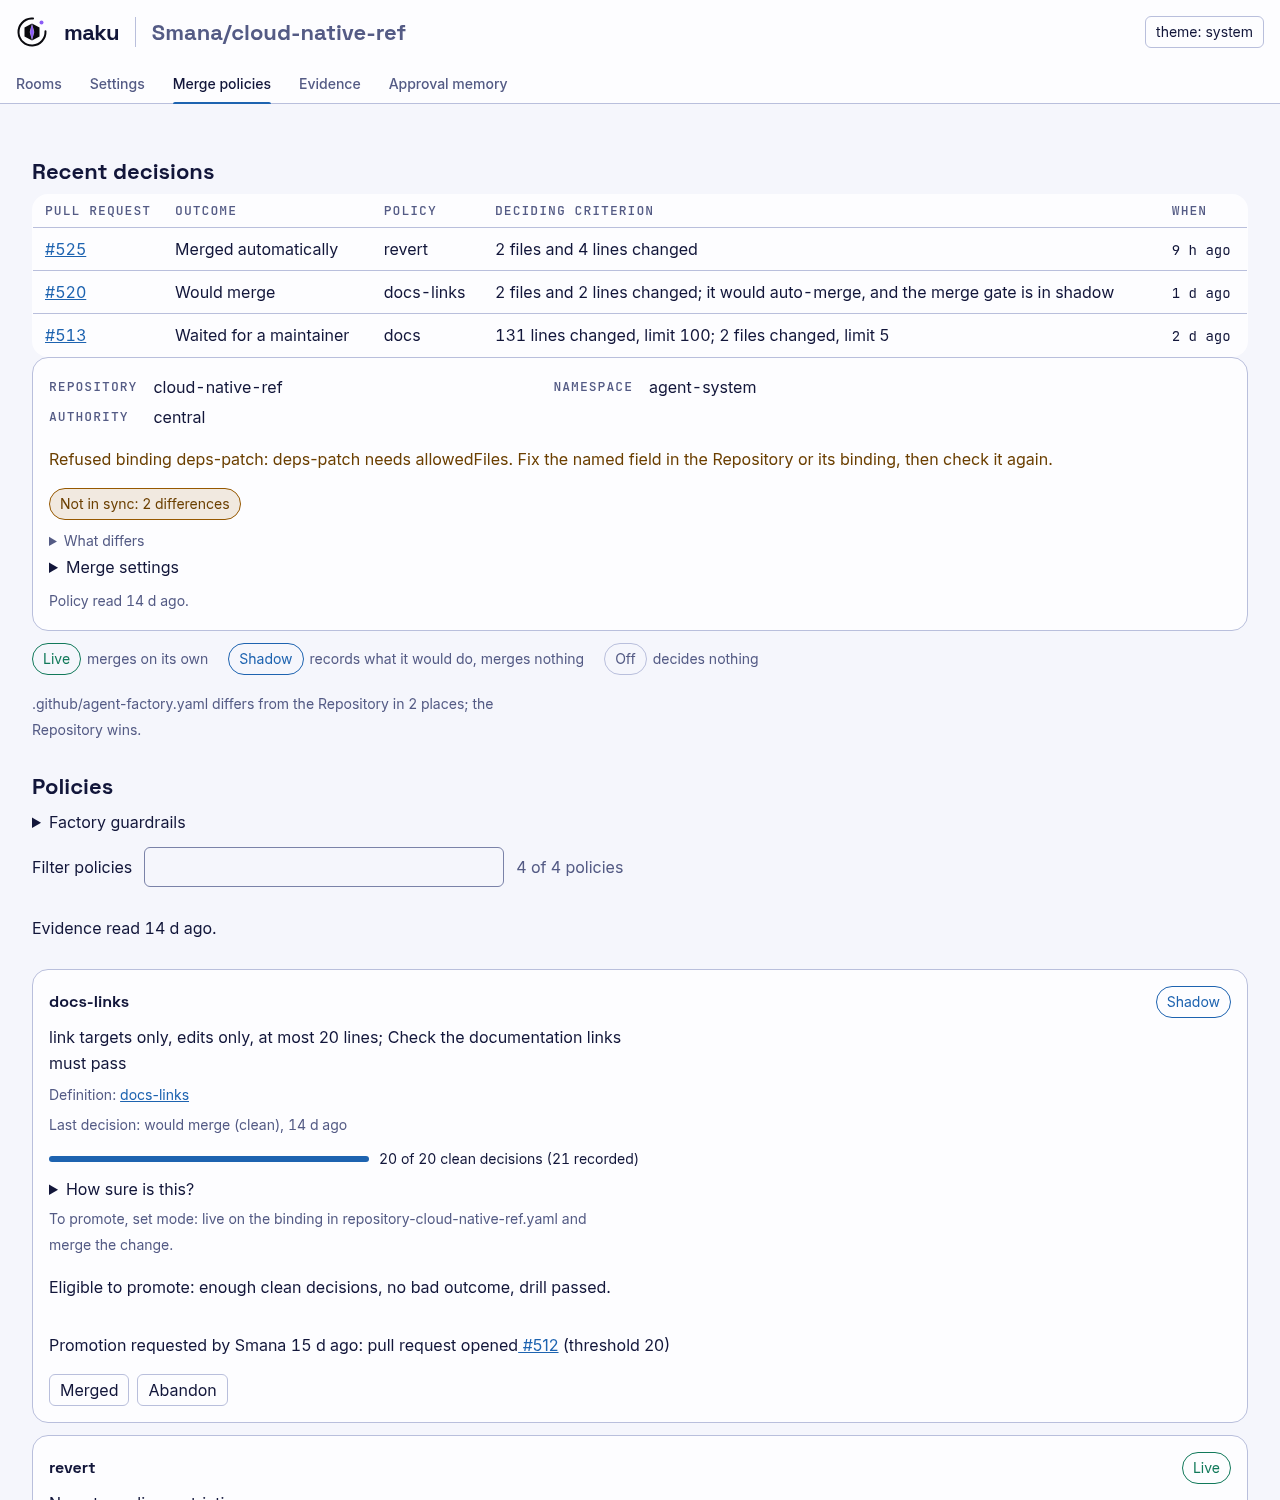 maku
Smana/cloud-native-ref
theme: system
Rooms Settings Merge policies Evidence Approval memory
Recent decisions
PULL REQUEST OUTCOME POLICY DECIDING CRITERION WHEN
#525 Merged automatically revert 2 files and 4 lines changed 9 h ago
#520 Would merge docs-links 2 files and 2 lines changed; it would auto-merge, and the merge gate is in shadow 1 d ago
#513 Waited for a maintainer docs 131 lines changed, limit 100; 2 files changed, limit 5 2 d ago
REPOSITORY cloud-native-ref NAMESPACE agent-system
AUTHORITY central
Refused binding deps-patch: deps-patch needs allowedFiles. Fix the named field in the Repository or its binding, then check it again.
Not in sync: 2 differences
What differs
Merge settings
Policy read 14 d ago.
Live merges on its own Shadow records what it would do, merges nothing Off decides nothing
.github/agent-factory.yaml differs from the Repository in 2 places; the
Repository wins.
Policies
Factory guardrails
Filter policies 4 of 4 policies
Evidence read 14 d ago.
docs-links Shadow
link targets only, edits only, at most 20 lines; Check the documentation links
must pass
Definition: docs-links
Last decision: would merge (clean), 14 d ago
20 of 20 clean decisions (21 recorded)
How sure is this?
To promote, set mode: live on the binding in repository-cloud-native-ref.yaml and
merge the change.
Eligible to promote: enough clean decisions, no bad outcome, drill passed.
Promotion requested by Smana 15 d ago: pull request opened #512 (threshold 20)
Merged Abandon
revert Live